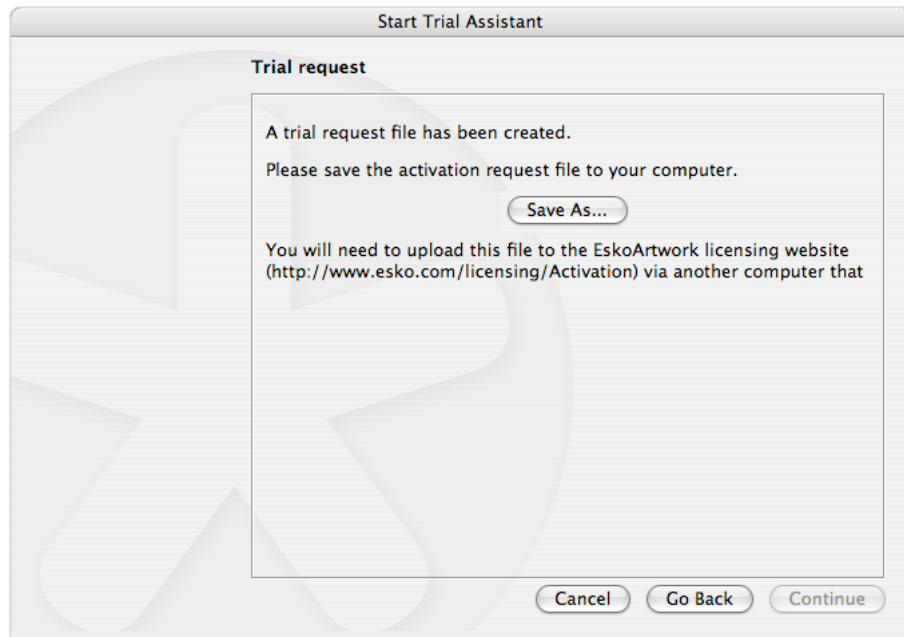 Start Trial Assistant
Trial request
A trial request file has been created.
Please save the activation request file to your computer.
Save As...
You will need to upload this file to the EskoArtwork licensing website
(http://www.esko.com/licensing/Activation) via another computer that
Cancel Go Back Continue